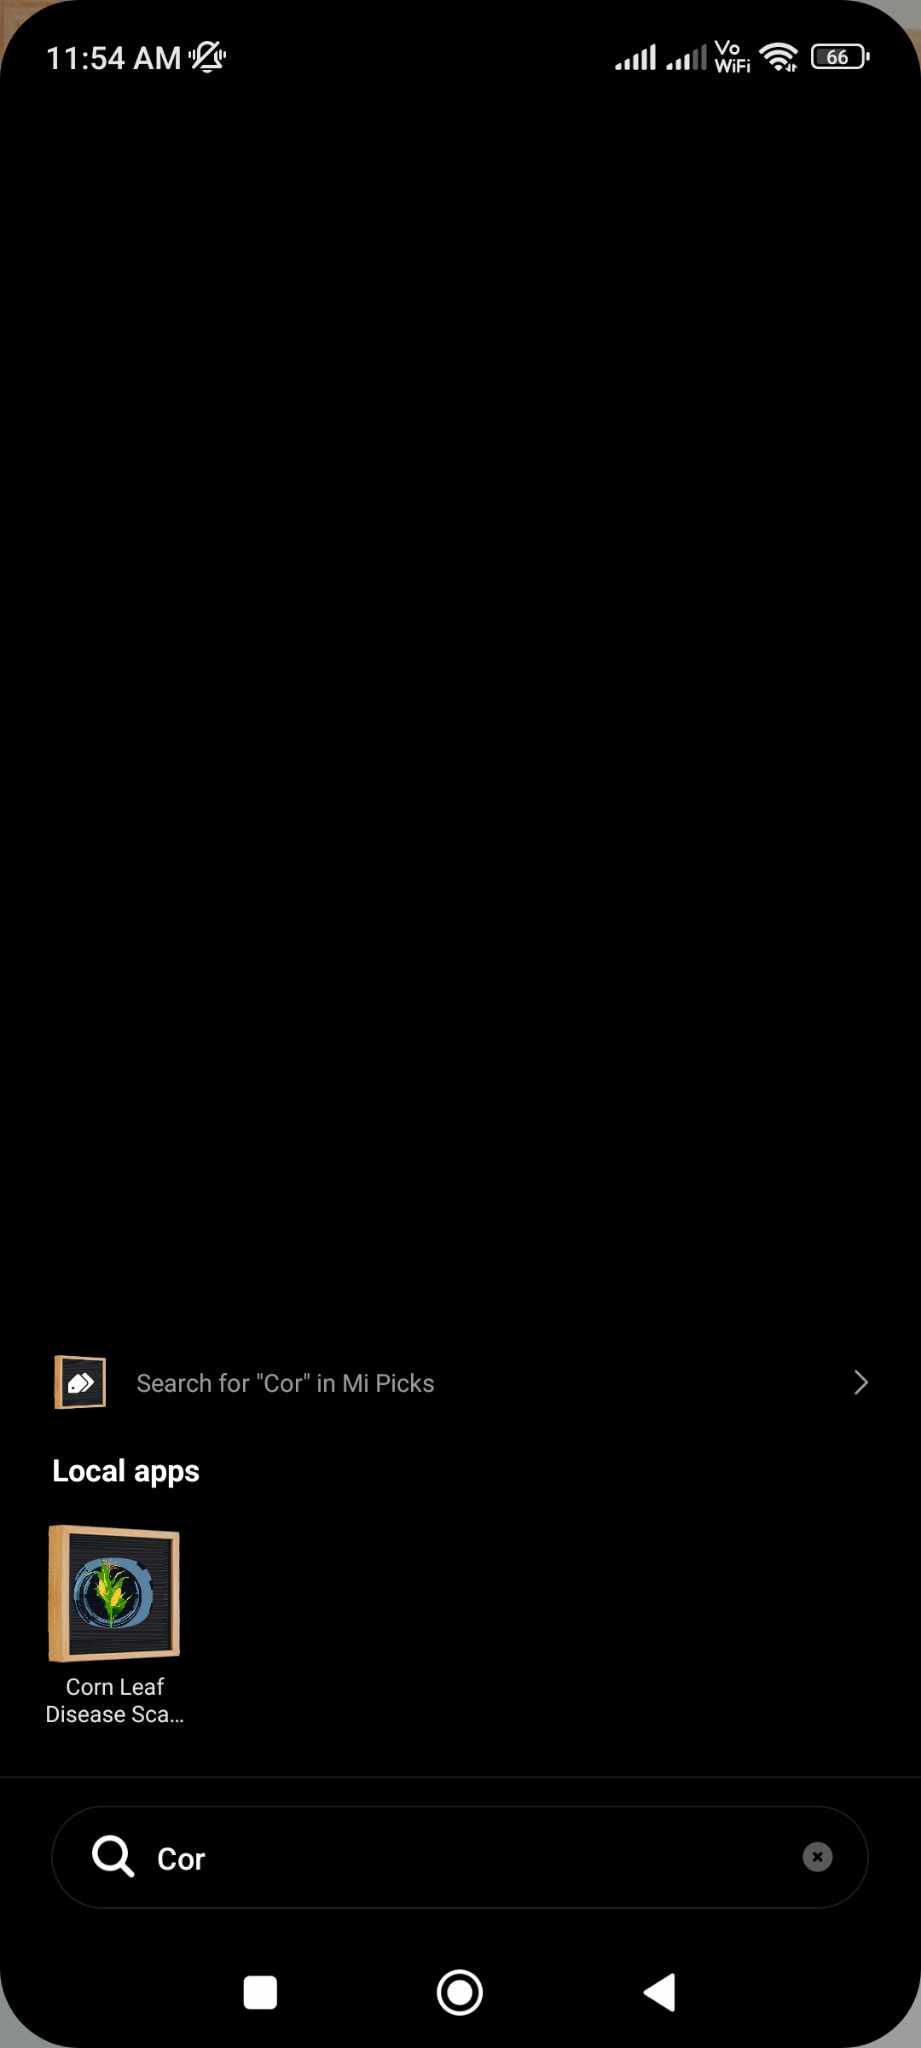 11:54 AM
Vo
WiFi
66
Search for "Cor" in Mi Picks
Local apps
Corn Leaf
Disease Sca...
Cor